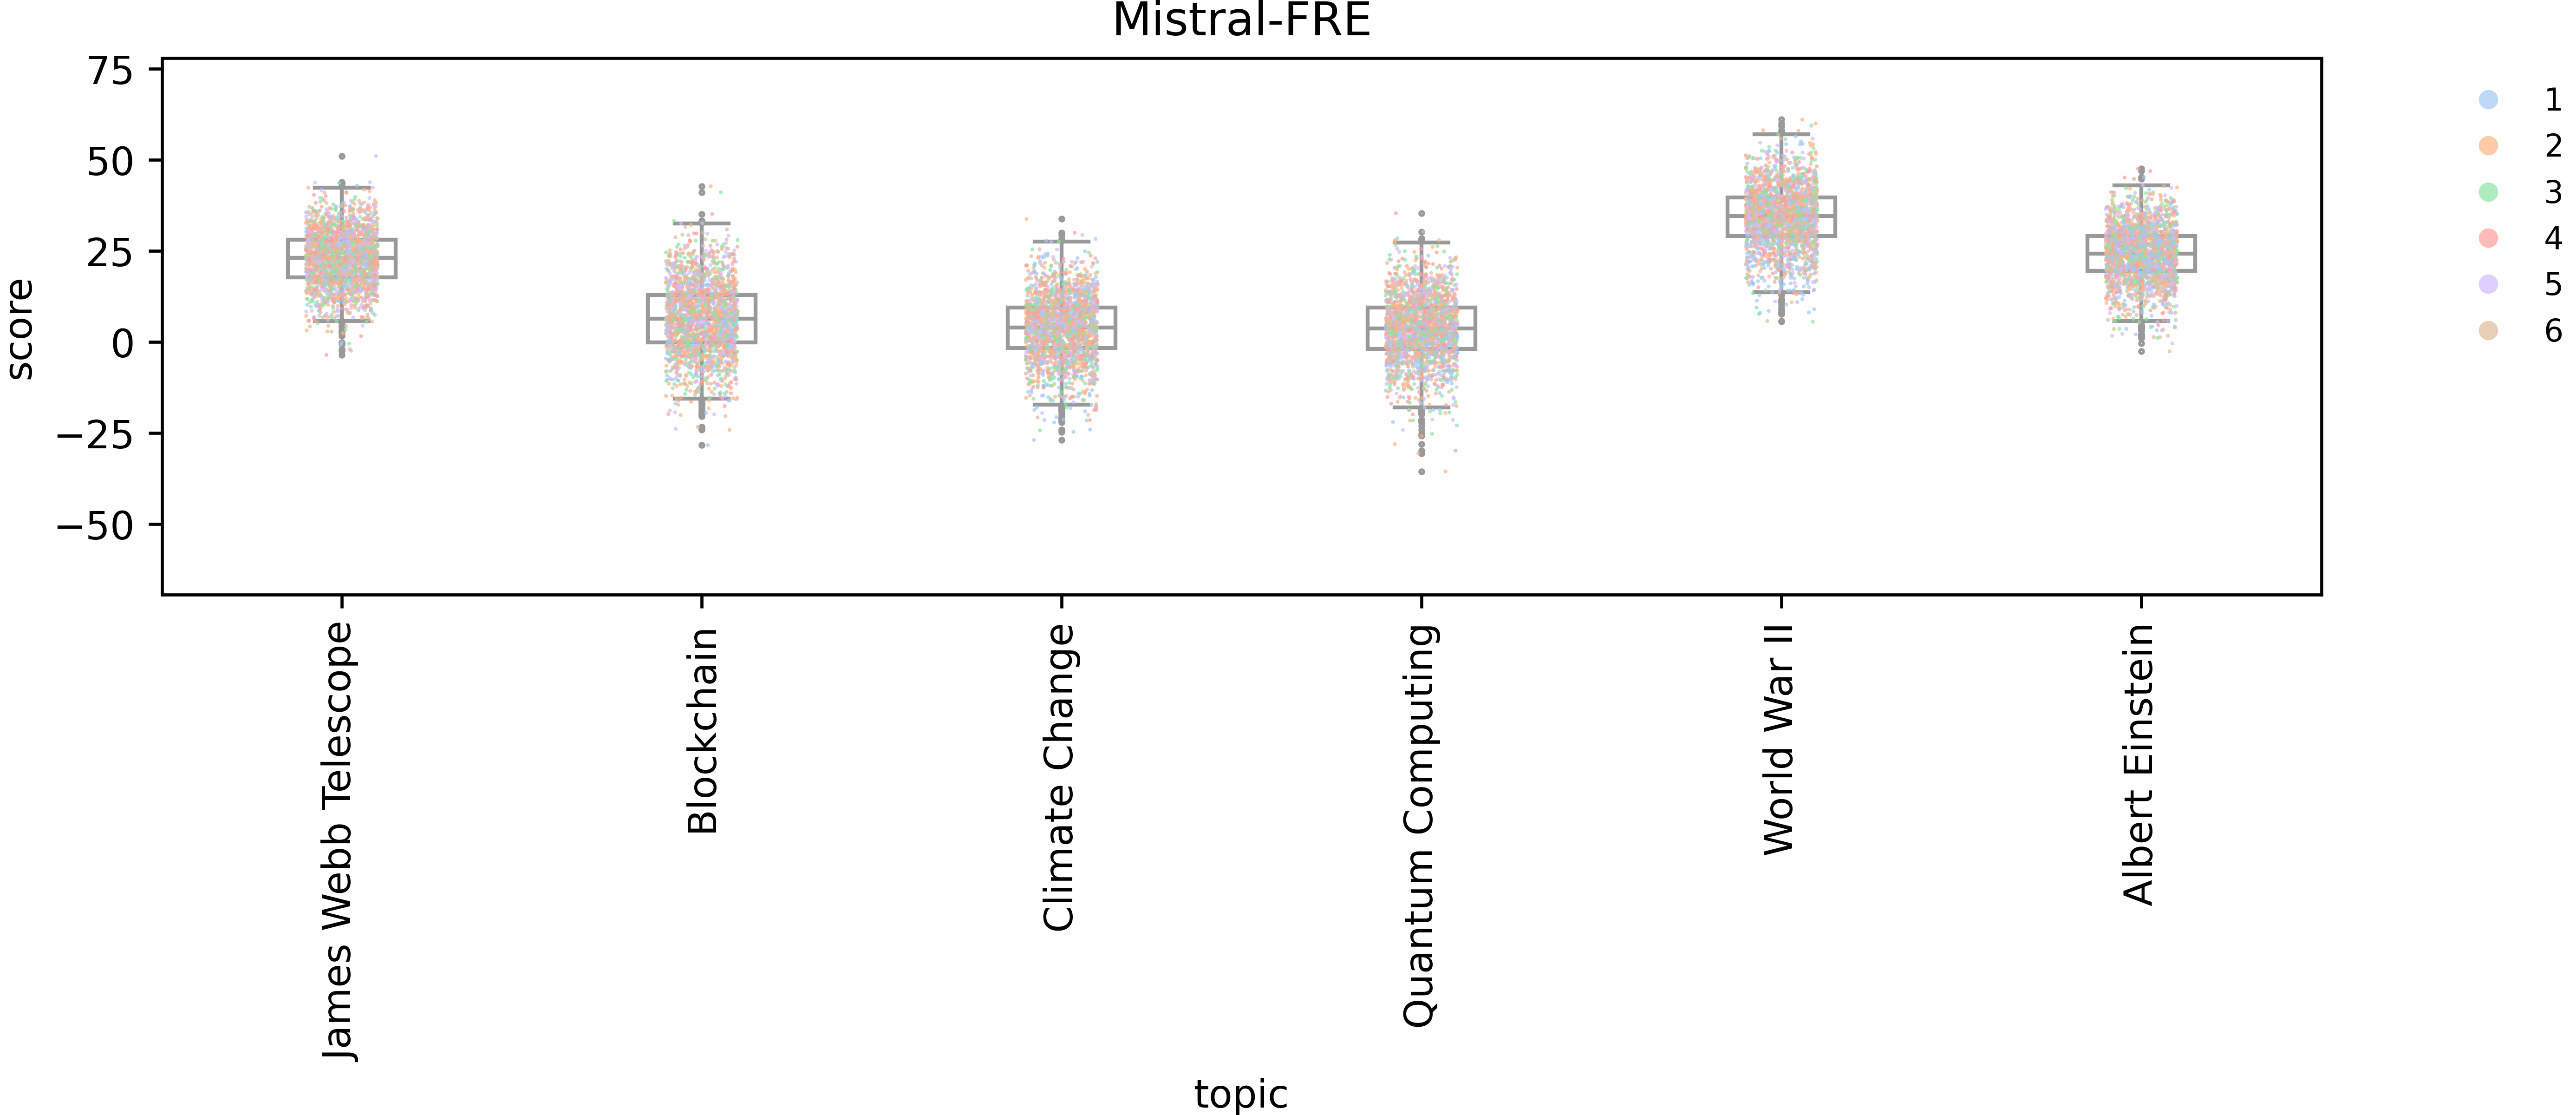 Mistral-FRE
75
50
25
0
−25
−50
score
James Webb Telescope
Blockchain
Climate Change
Quantum Computing
World War II
Albert Einstein
topic
1
2
3
4
5
6